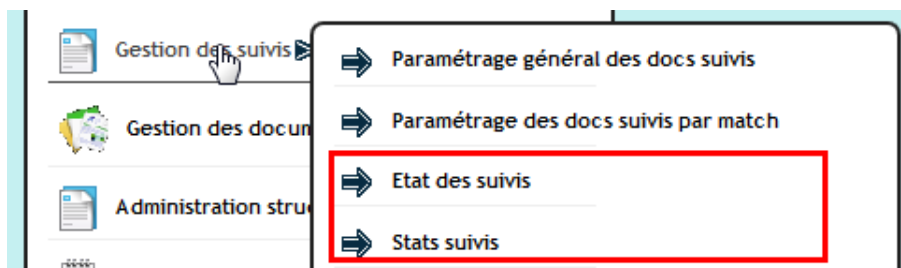 Gestion des suivis
Paramétrage général des docs suivis
Gestion des docum
Paramétrage des docs suivis par match
Etat des suivis
Administration stru
Stats suivis